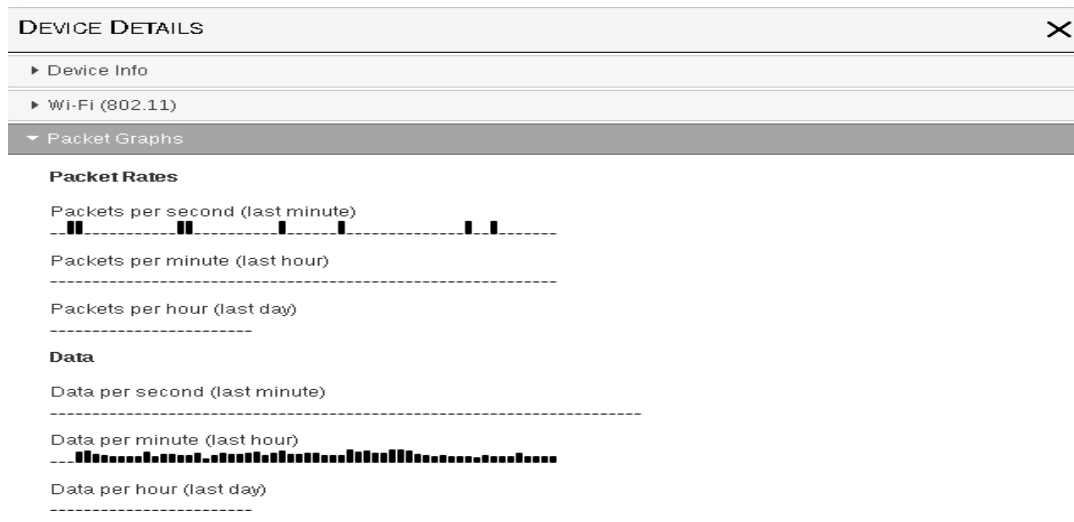 DEVICE DETAILS
Device Info
Wi-Fi (802.11)
Packet Graphs
Packet Rates
Packets per second (last minute)
Packets per minute (last hour)
Packets per hour (last day)
Data
Data per second (last minute)
Data per minute (last hour)
Data per hour (last day)